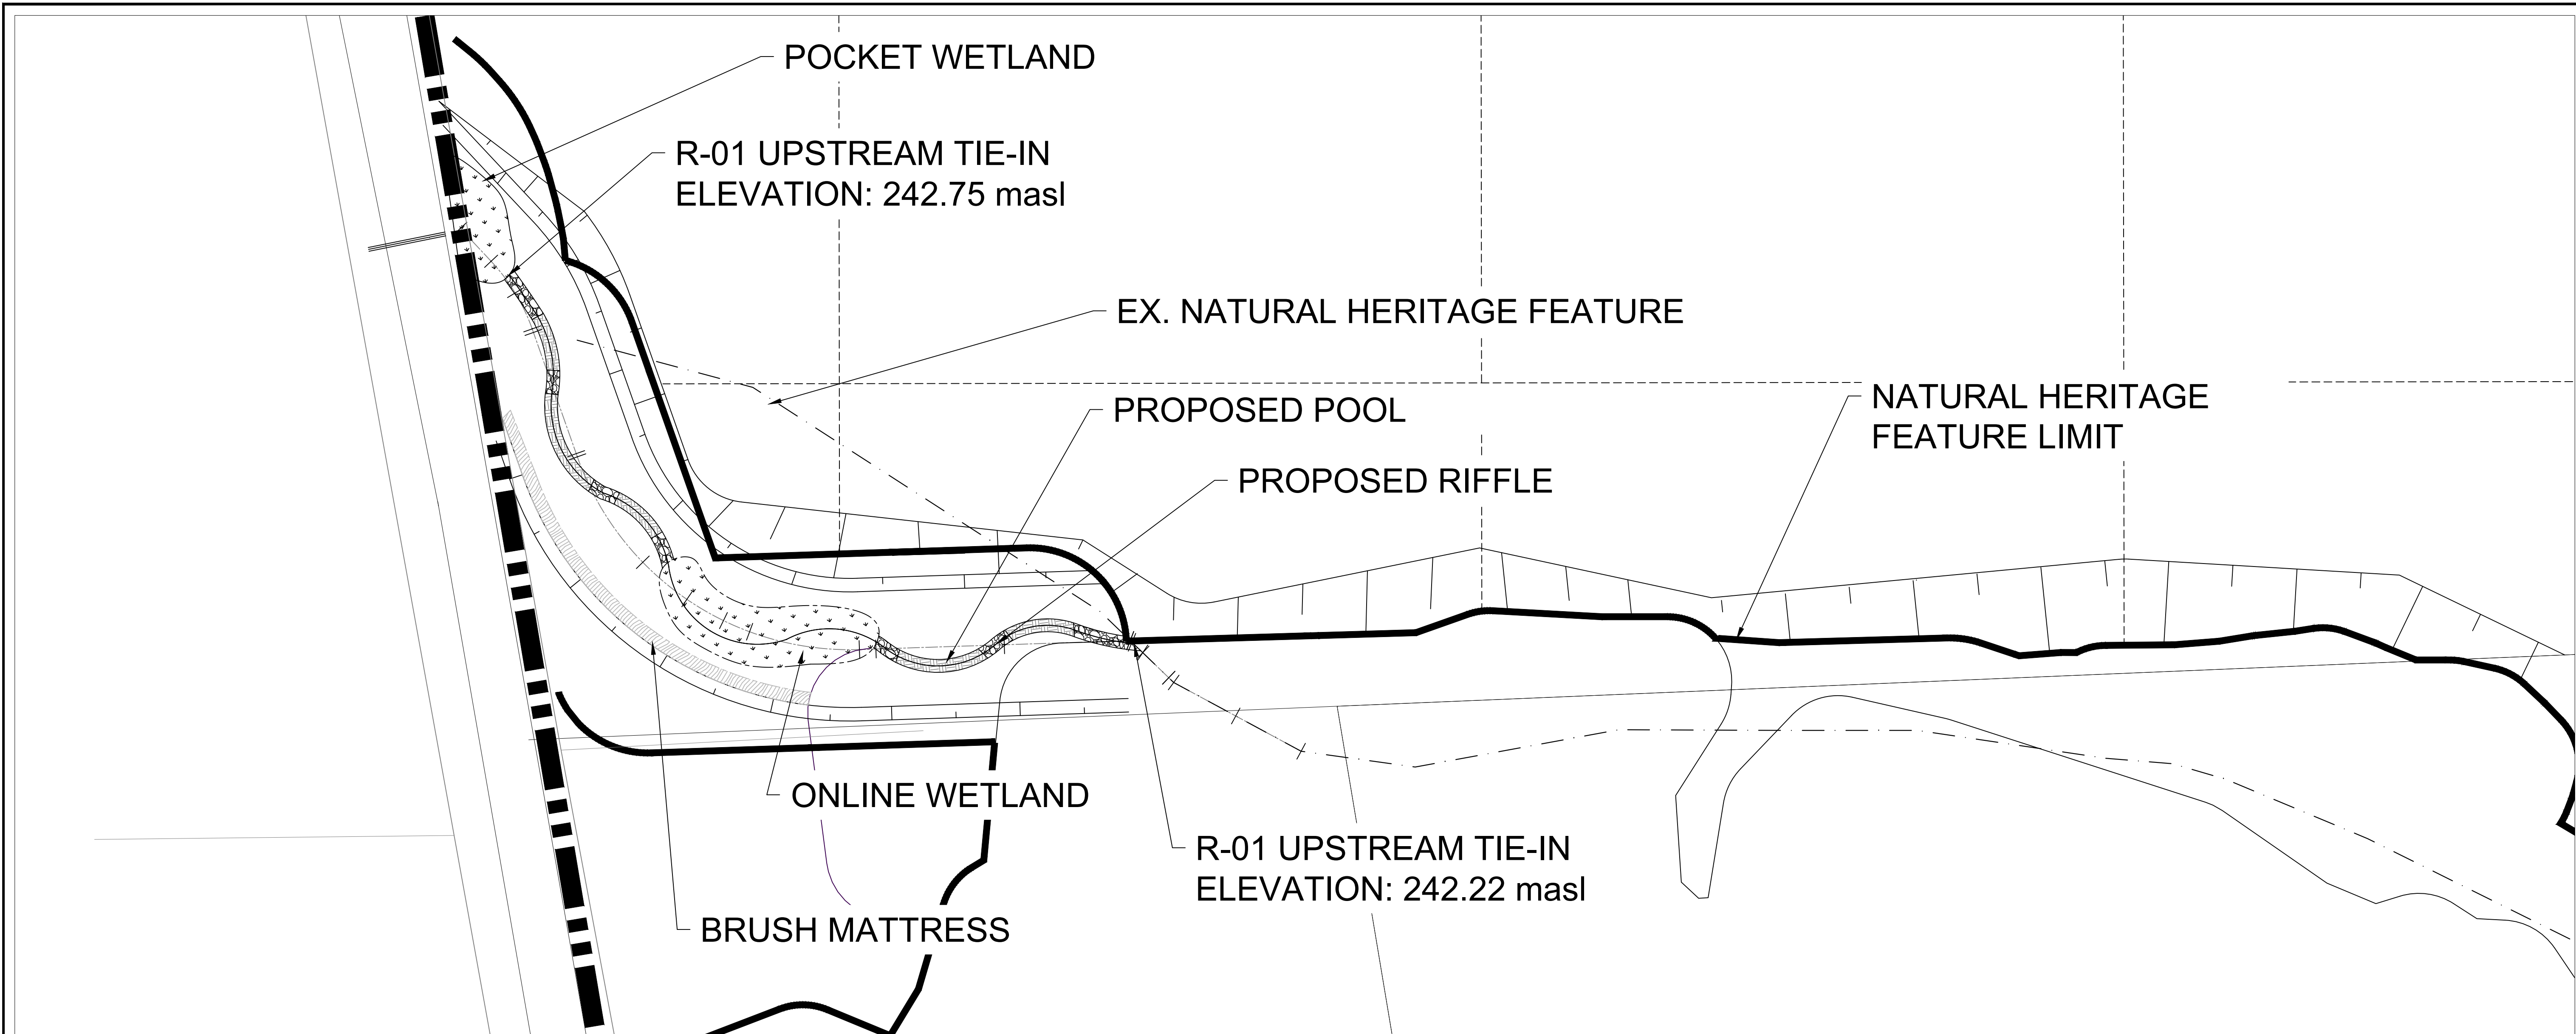 POCKET WETLAND
R-01 UPSTREAM TIE-IN
ELEVATION: 242.75 masl
EX. NATURAL HERITAGE FEATURE
PROPOSED POOL
NATURAL HERITAGE
FEATURE LIMIT
PROPOSED RIFFLE
ONLINE WETLAND
R-01 UPSTREAM TIE-IN
ELEVATION: 242.22 masl
BRUSH MATTRESS